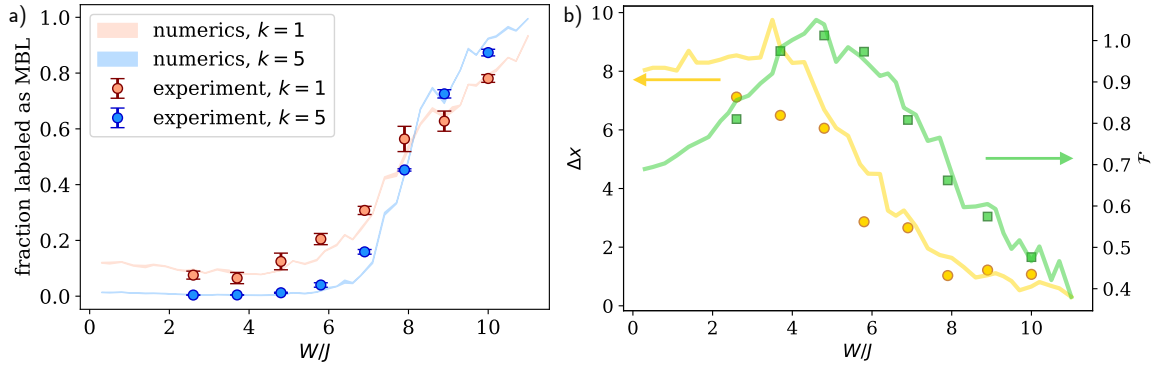 a)
fraction labeled as MBL
1.0
0.8
0.6
0.4
0.2
0.0
numerics, k = 1
numerics, k = 5
experiment, k = 1
experiment, k = 5
0 2 4 6 8 10
W/J
b)
Δx
10
8
6
4
2
0
0 2 4 6 8 10
W/J
1.0
0.9
0.8
0.7
0.6
0.5
0.4
ℱ